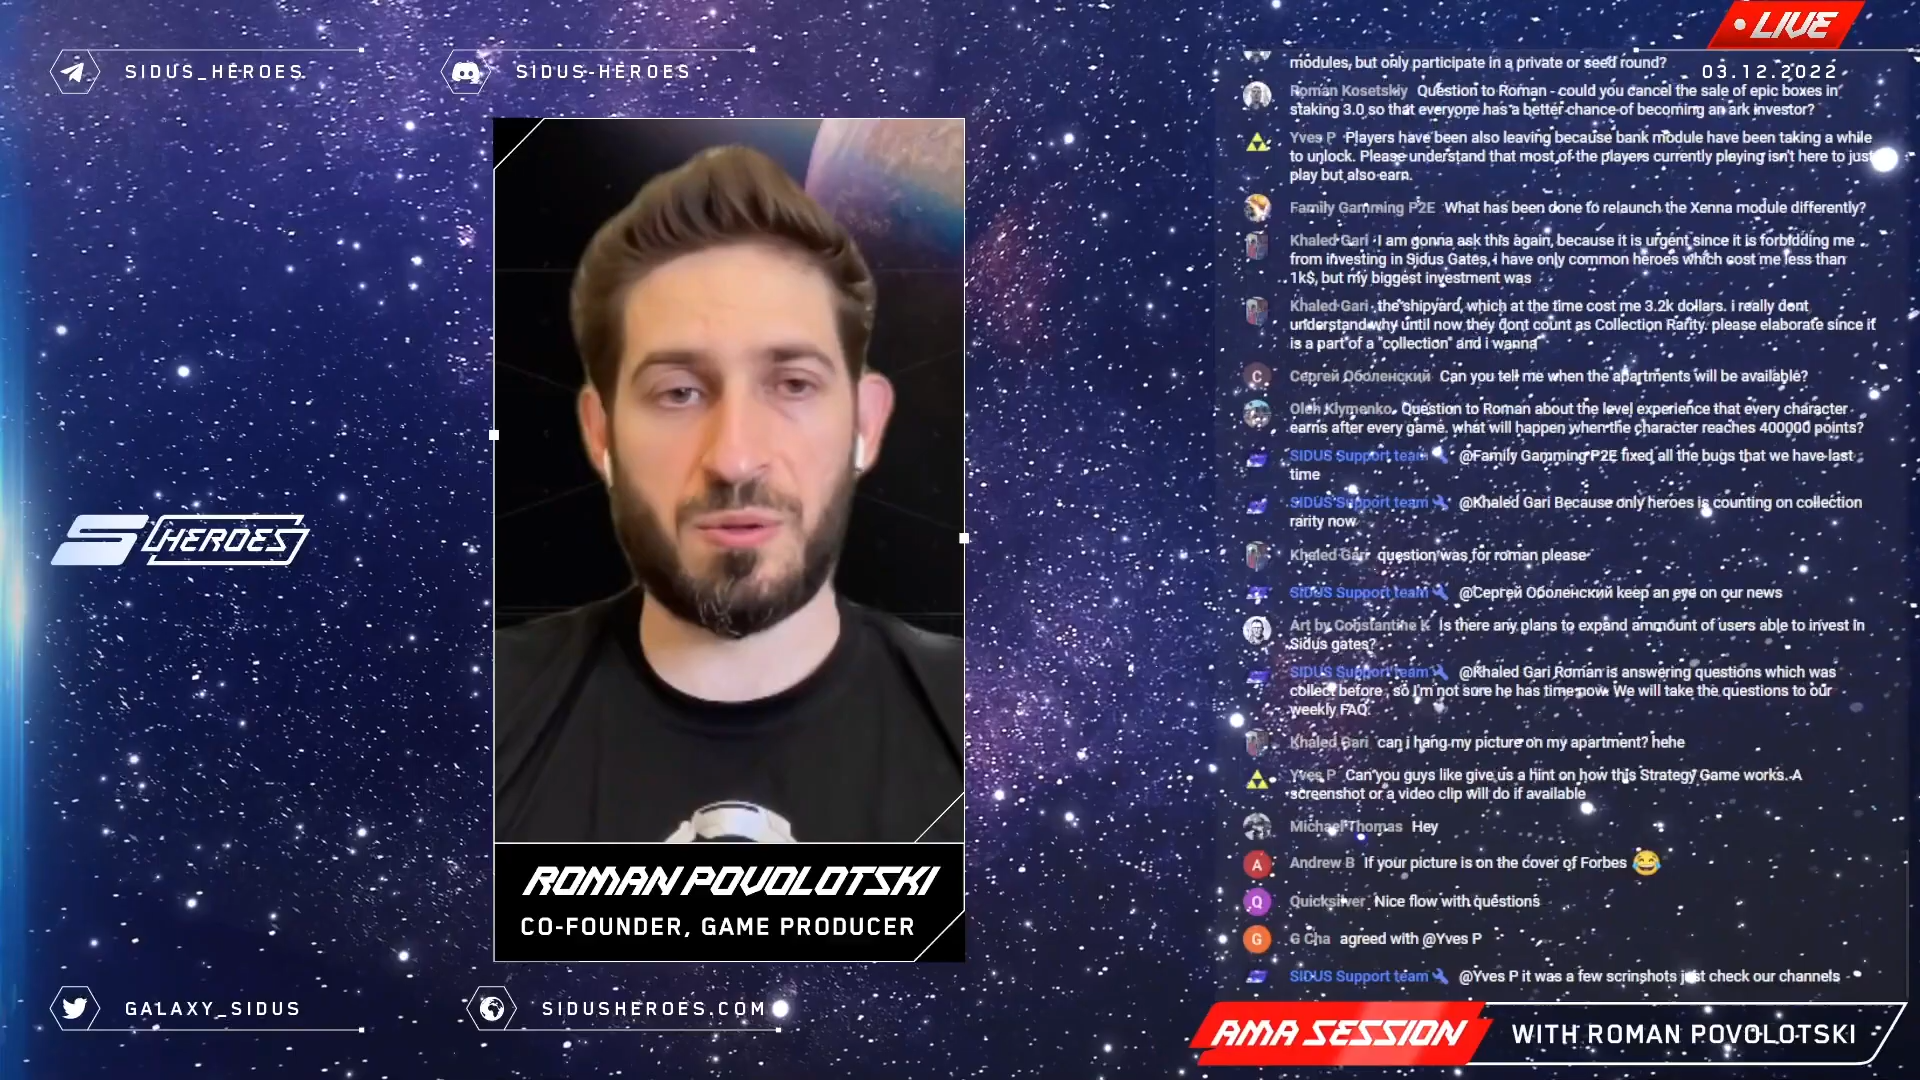 SIDUS_HEROES
SIDUS-HEROES
LIVE
03.12.2022
modules, but only participate in a private or seed round?
Roman Kosetskiy Question to Roman - could you cancel the sale of epic boxes in
staking 3.0 so that everyone has a better chance of becoming an ark investor?
Yves P Players have been also leaving because bank module have been taking a while
to unlock. Please understand that most of the players currently playing isn't here to just
play but also earn.
Family Gamming P2E What has been done to relaunch the Xenna module differently?
Khaled Gari I am gonna ask this again, because it is urgent since it is forbidding me
from investing in Sidus Gates, i have only common heroes which cost me less than
1k$, but my biggest investment was
Khaled Gari the shipyard, which at the time cost me 3.2k dollars. i really dont
understand why until now they dont count as Collection Rarity. please elaborate since it
is a part of a "collection" and i wanna
C Сергей Оболенский Can you tell me when the apartments will be available?
Oleh Klymenko Question to Roman about the level experience that every character
earns after every game. what will happen when the character reaches 400000 points?
SIDUS Support team @Family Gamming P2E fixed all the bugs that we have last
time
SIDUS Support team @Khaled Gari Because only heroes is counting on collection
rarity now
Khaled Gari question was for roman please
SIDUS Support team @Сергей Оболенский keep an eye on our news
Art by Constantine K Is there any plans to expand ammount of users able to invest in
Sidus gates?
SIDUS Support team @Khaled Gari Roman is answering questions which was
collect before , so I'm not sure he has time now. We will take the questions to our
weekly FAQ.
Khaled Gari can i hang my picture on my apartment? hehe
Yves P Can you guys like give us a hint on how this Strategy Game works. A
screenshot or a video clip will do if available
Michael Thomas Hey
A Andrew B If your picture is on the cover of Forbes 😂
Q Quicksilver Nice flow with questions
G G Cha agreed with @Yves P
SIDUS Support team @Yves P it was a few scrinshots just check our channels
S HEROES
ROMAN POVOLOTSKI
CO-FOUNDER, GAME PRODUCER
GALAXY_SIDUS
SIDUSHEROES.COM
AMA SESSION
WITH ROMAN POVOLOTSKI